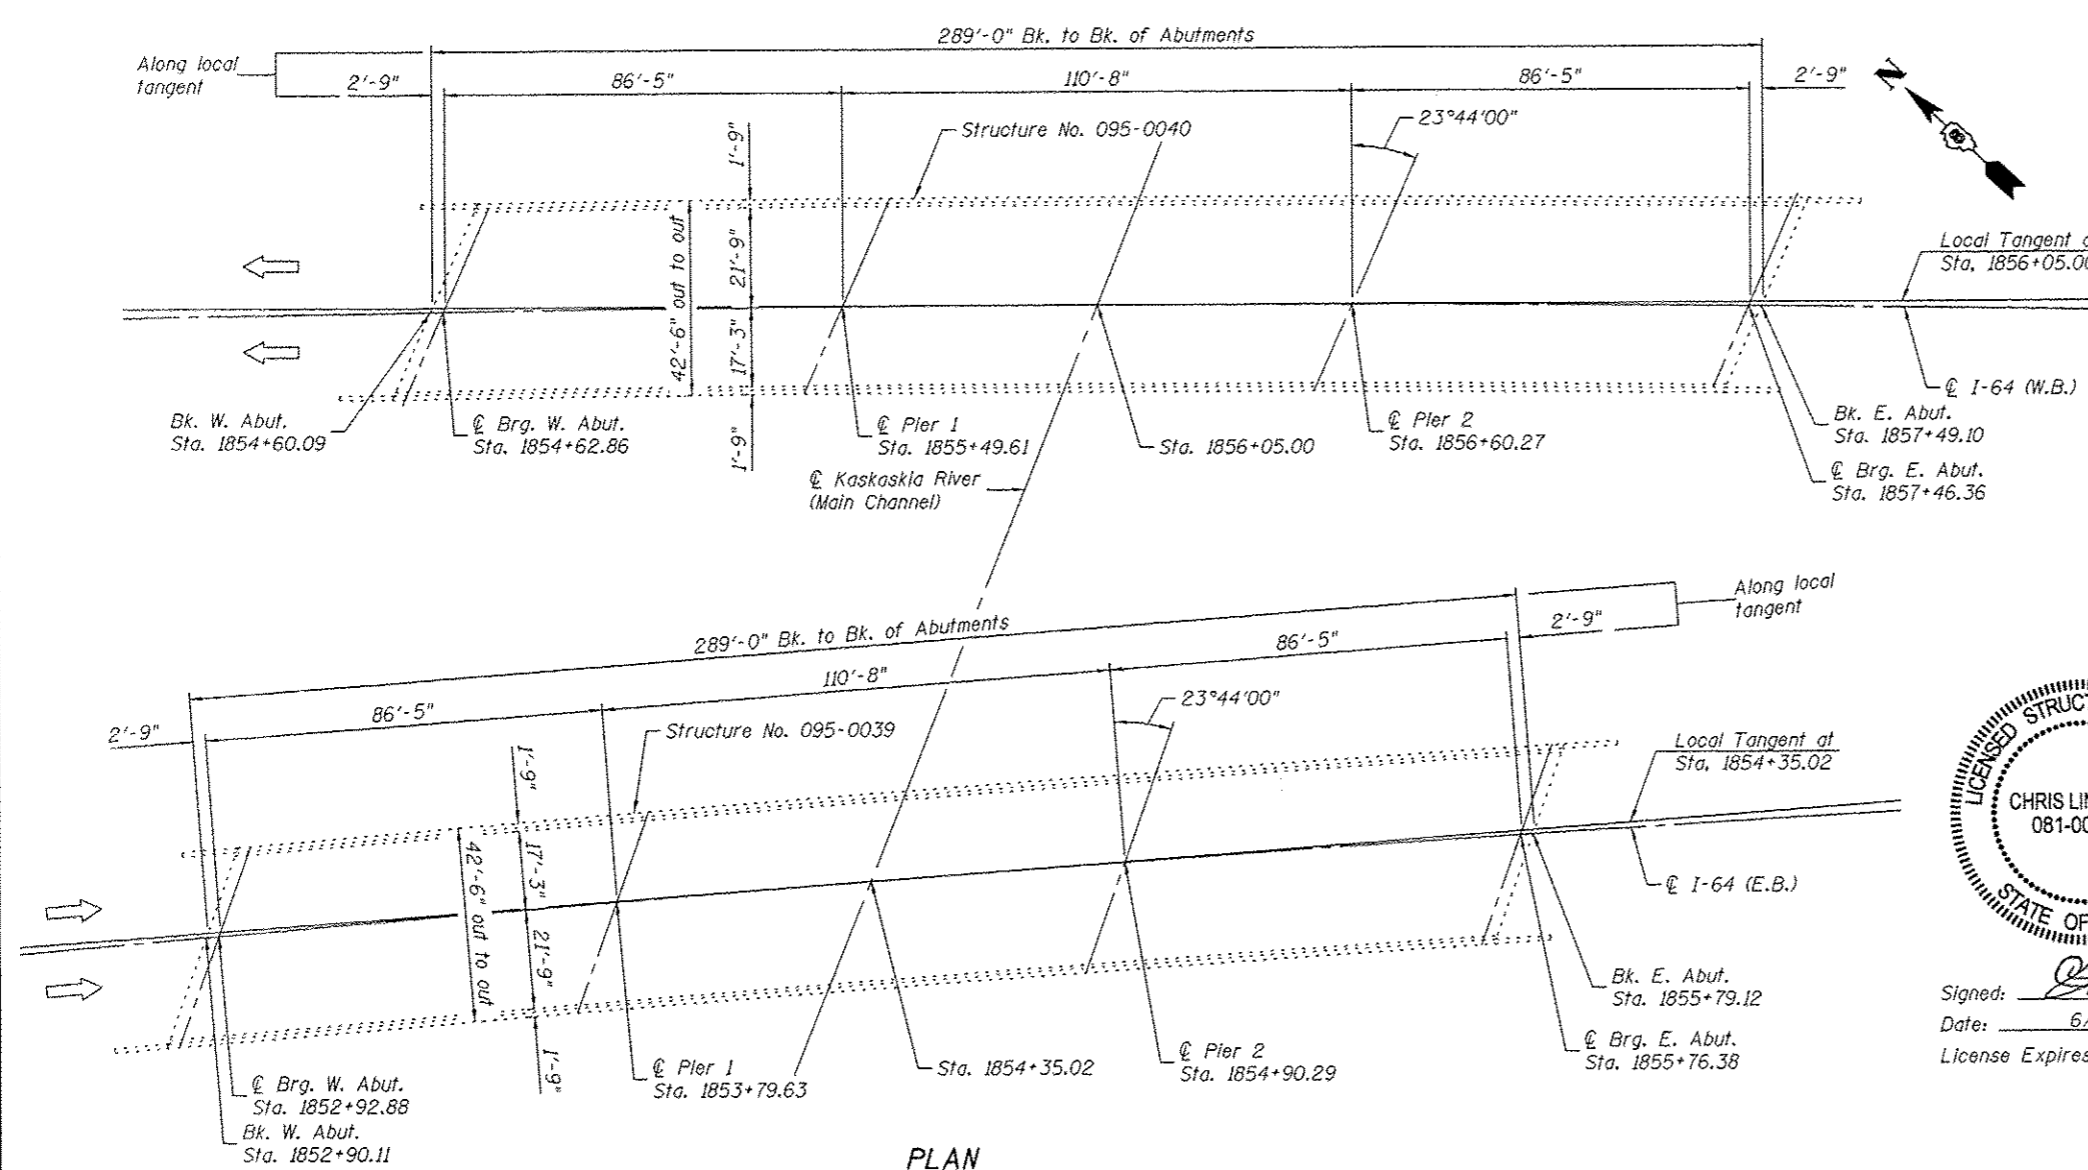 289'-0" Bk. to Bk. of Abutments
Along local
tangent
2'-9"
86'-5"
110'-8"
86'-5"
2'-9"
N
23°44'00"
Structure No. 095-0040
1'-9"
21'-9"
42'-6" out to out
17'-3"
1'-9"
Local Tangent
Sta. 1856+05.00
℄ I-64 (W.B.)
Bk. W. Abut.
Sta. 1854+60.09
℄ Brg. W. Abut.
Sta. 1854+62.86
℄ Pier 1
Sta. 1855+49.61
Sta. 1856+05.00
℄ Pier 2
Sta. 1856+60.27
Bk. E. Abut.
Sta. 1857+49.10
℄ Brg. E. Abut.
Sta. 1857+46.36
℄ Kaskaskia River
(Main Channel)
289'-0" Bk. to Bk. of Abutments
Along local
tangent
2'-9"
86'-5"
110'-8"
86'-5"
2'-9"
23°44'00"
Structure No. 095-0039
1'-9"
17'-3"
42'-6" out to out
21'-9"
1'-9"
Local Tangent at
Sta. 1854+35.02
℄ I-64 (E.B.)
Bk. E. Abut.
Sta. 1855+79.12
℄ Brg. E. Abut.
Sta. 1855+76.38
℄ Pier 2
Sta. 1854+90.29
Sta. 1854+35.02
℄ Pier 1
Sta. 1853+79.63
℄ Brg. W. Abut.
Sta. 1852+92.88
Bk. W. Abut.
Sta. 1852+90.11
PLAN
LICENSED STRUCT
CHRIS LIN
081-00
STATE OF
Signed:
Date: 6/
License Expires